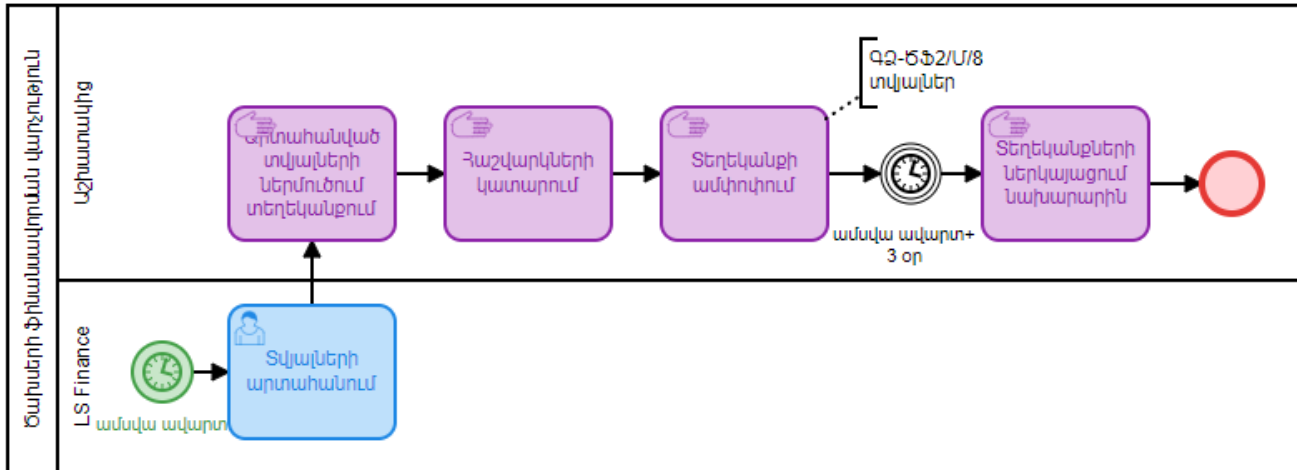 Ծախսերի ֆինանսավորման վարչություն
Աշխատակից
Արտահանված
տվյալների
ներմուծում
տեղեկանքում
Հաշվարկների
կատարում
Տեղեկանքի
ամփոփում
ԳԶ-ԾՖ2/Մ/8
տվյալներ
ամսվա ավարտ+
3 օր
Տեղեկանքների
ներկայացում
նախարարին
LS Finance
ամսվա ավարտ
Տվյալների
արտահանում